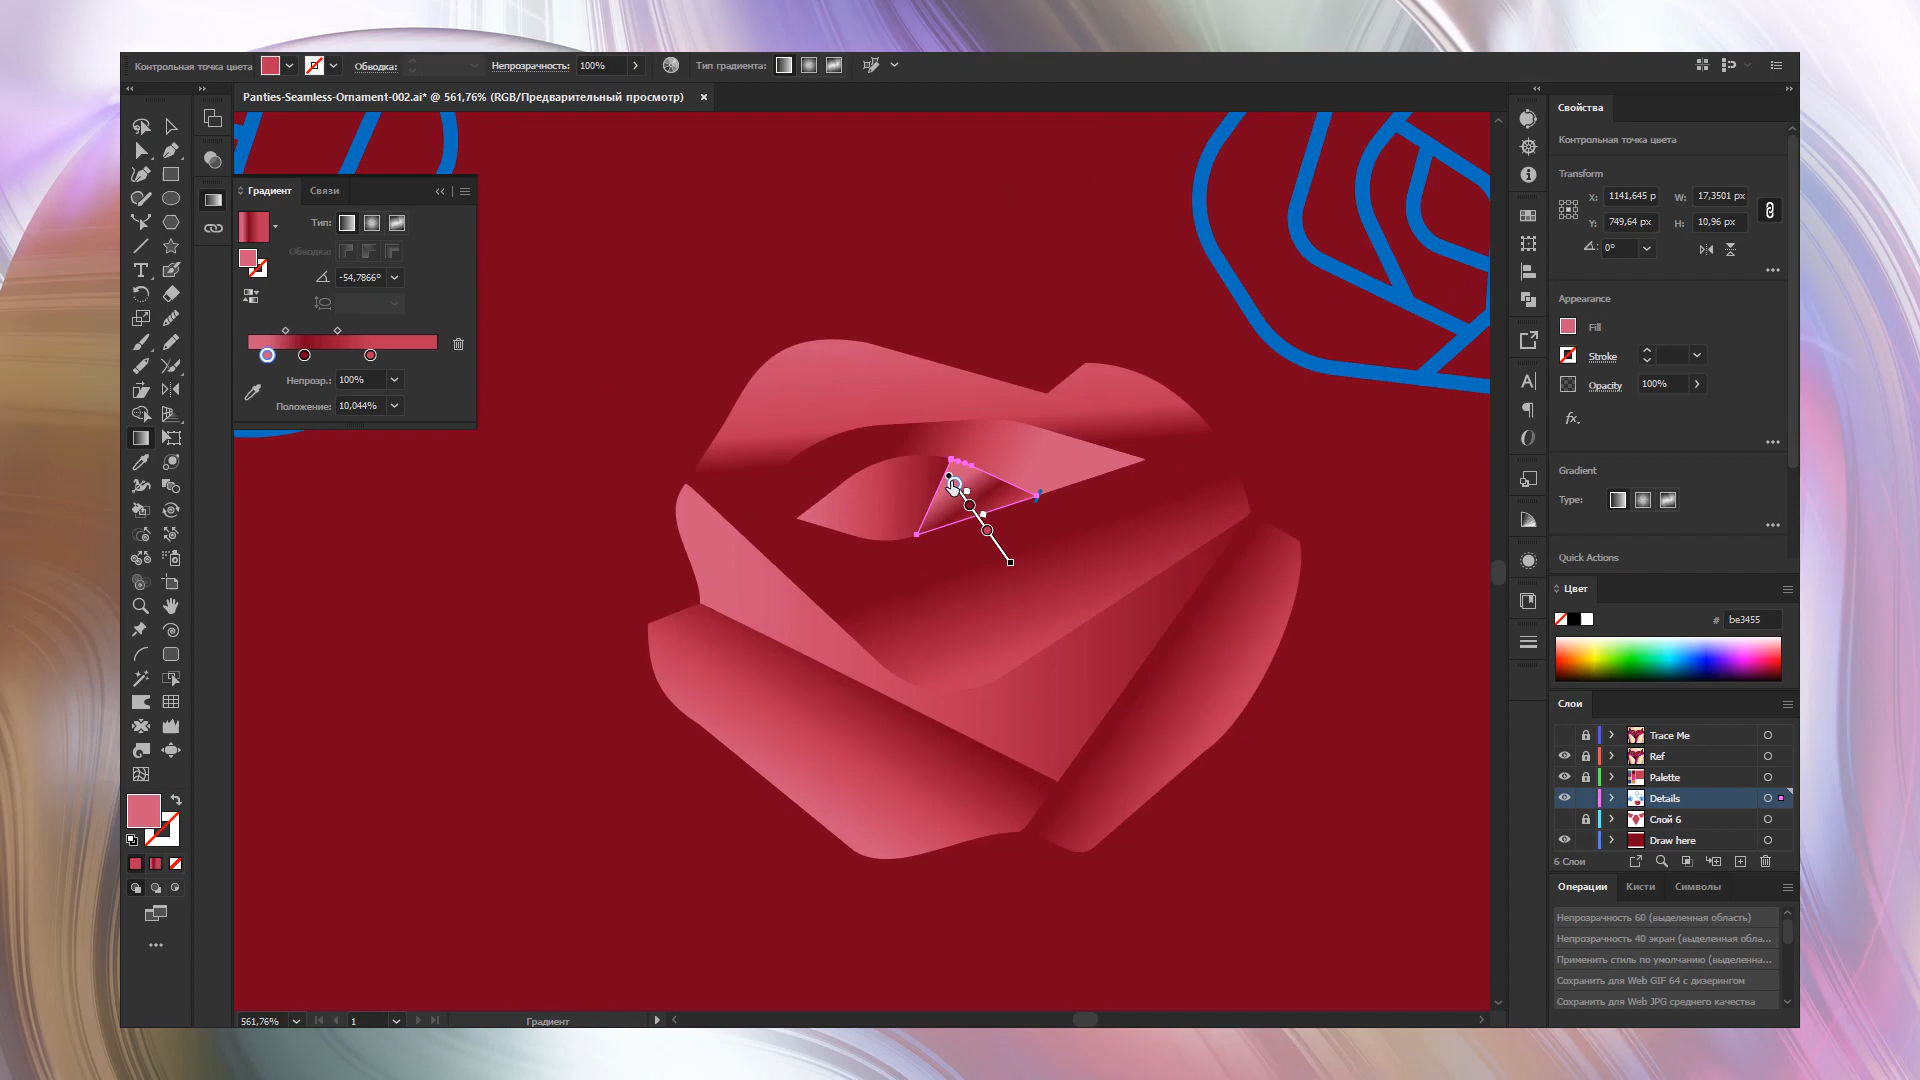 Контрольная точка цвета
Обводка:
Непрозрачность:
100%
Тип градиента:
Panties-Seamless-Ornament-002.ai* @ 561,76% (RGB/Предварительный просмотр)
Градиент
Связи
Тип:
Обводка:
-54,7866°
Непрозр.:
100%
Положение:
10,044%
561,76%
1
Градиент
Свойства
Контрольная точка цвета
Transform
X:
1141,645 p
W:
17,3501 px
Y:
749,64 px
H:
10,96 px
0°
Appearance
Fill
Stroke
Opacity
100%
fx.
Gradient
Type:
Quick Actions
Цвет
#
be3455
Слои
Trace Me
Ref
Palette
Details
Слой 6
Draw here
6 Слои
Операции
Кисти
Символы
Непрозрачность 60 (выделенная область)
Непрозрачность 40 экран (выделенная обла...
Применить стиль по умолчанию (выделенна...
Сохранить для Web GIF 64 с дизерингом
Сохранить для Web JPG среднего качества